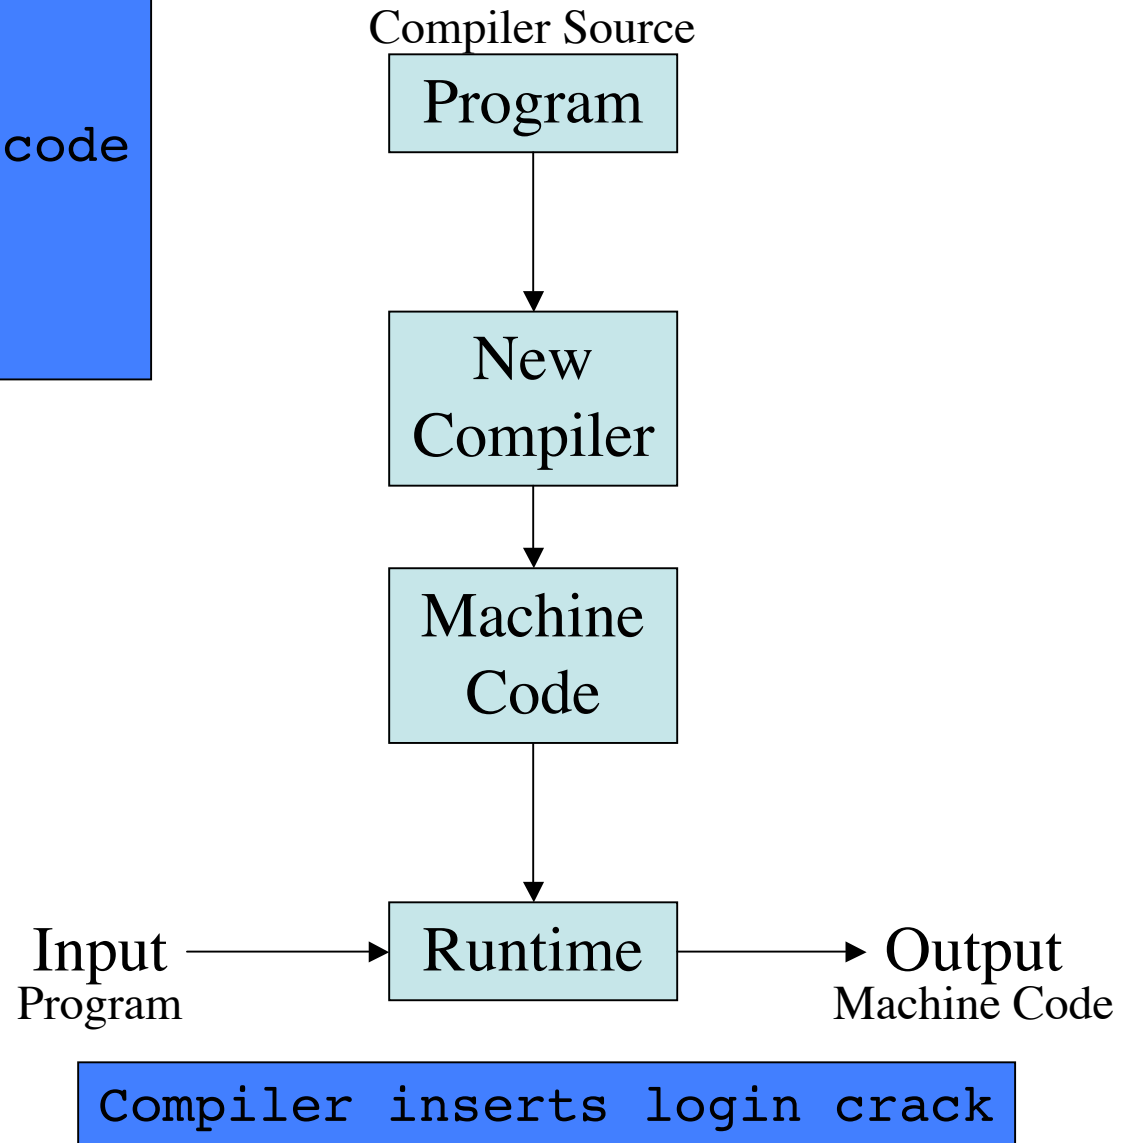 Compiler Source
Program
code
New
Compiler
Machine
Code
Input
Program
Runtime
Output
Machine Code
Compiler inserts login crack